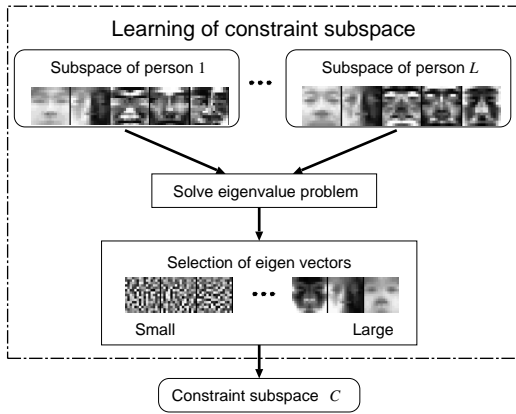 Learning of constraint subspace
Subspace of person 1
•••
Subspace of person L
Solve eigenvalue problem
Selection of eigen vectors
•••
Small
Large
Constraint subspace C